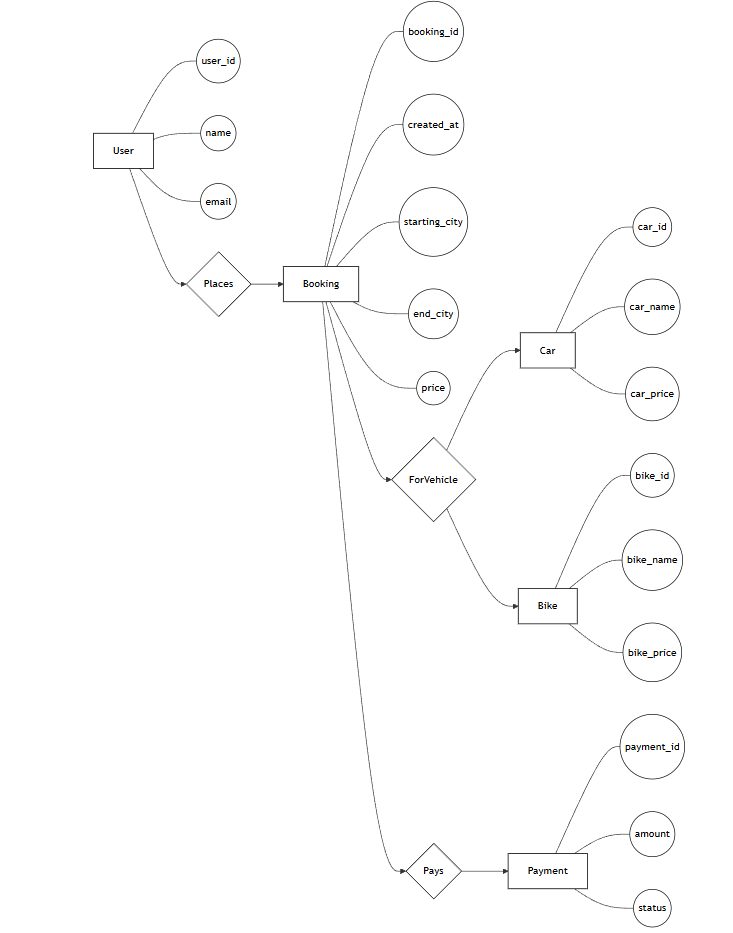 booking_id
user_id
created_at
name
User
email
starting_city
car_id
Places
Booking
car_name
end_city
Car
price
car_price
bike_id
ForVehicle
bike_name
Bike
bike_price
payment_id
amount
Pays
Payment
status